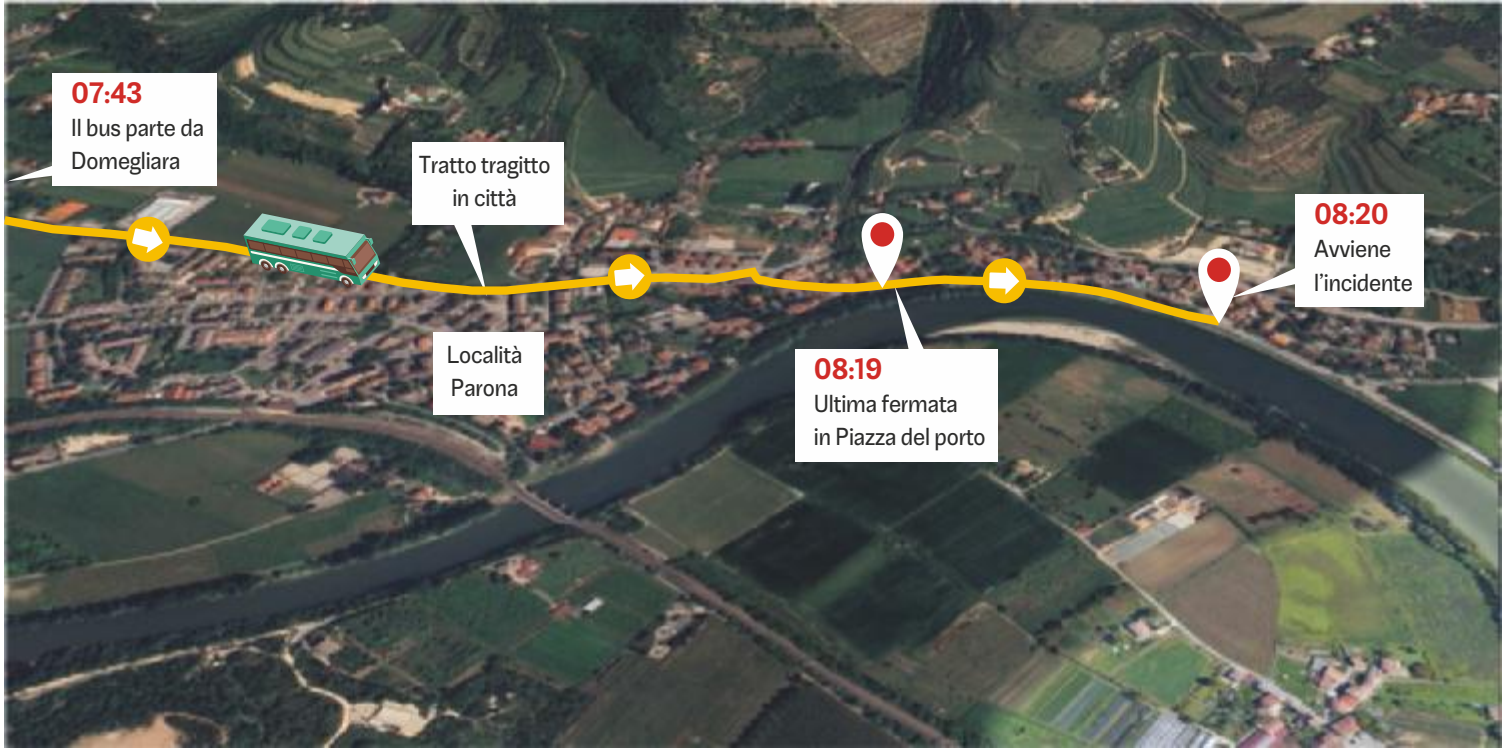 07:43
Il bus parte da
Domegliara
Tratto tragitto
in città
Località
Parona
08:19
Ultima fermata
in Piazza del porto
08:20
Avviene
l'incidente